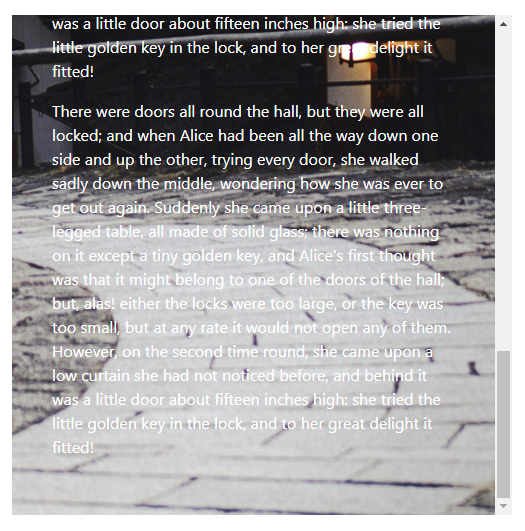 was a little door about fifteen inches high: she tried the
little golden key in the lock, and to her great delight it
fitted!
There were doors all round the hall, but they were all
locked; and when Alice had been all the way down one
side and up the other, trying every door, she walked
sadly down the middle, wondering how she was ever to
get out again. Suddenly she came upon a little three-
legged table, all made of solid glass; there was nothing
on it except a tiny golden key, and Alice's first thought
was that it might belong to one of the doors of the hall;
but, alas! either the locks were too large, or the key was
too small, but at any rate it would not open any of them.
However, on the second time round, she came upon a
low curtain she had not noticed before, and behind it
was a little door about fifteen inches high: she tried the
little golden key in the lock, and to her great delight it
fitted!